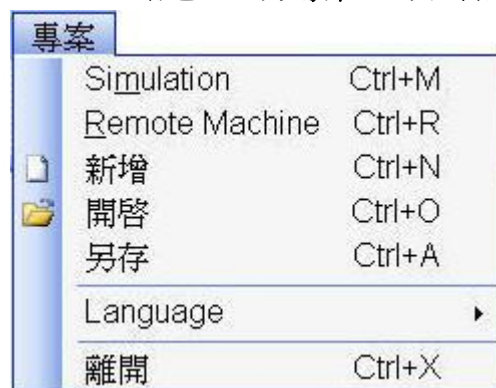 專案
Simulation Ctrl+M
Remote Machine Ctrl+R
新增 Ctrl+N
開啓 Ctrl+O
另存 Ctrl+A
Language
離開 Ctrl+X